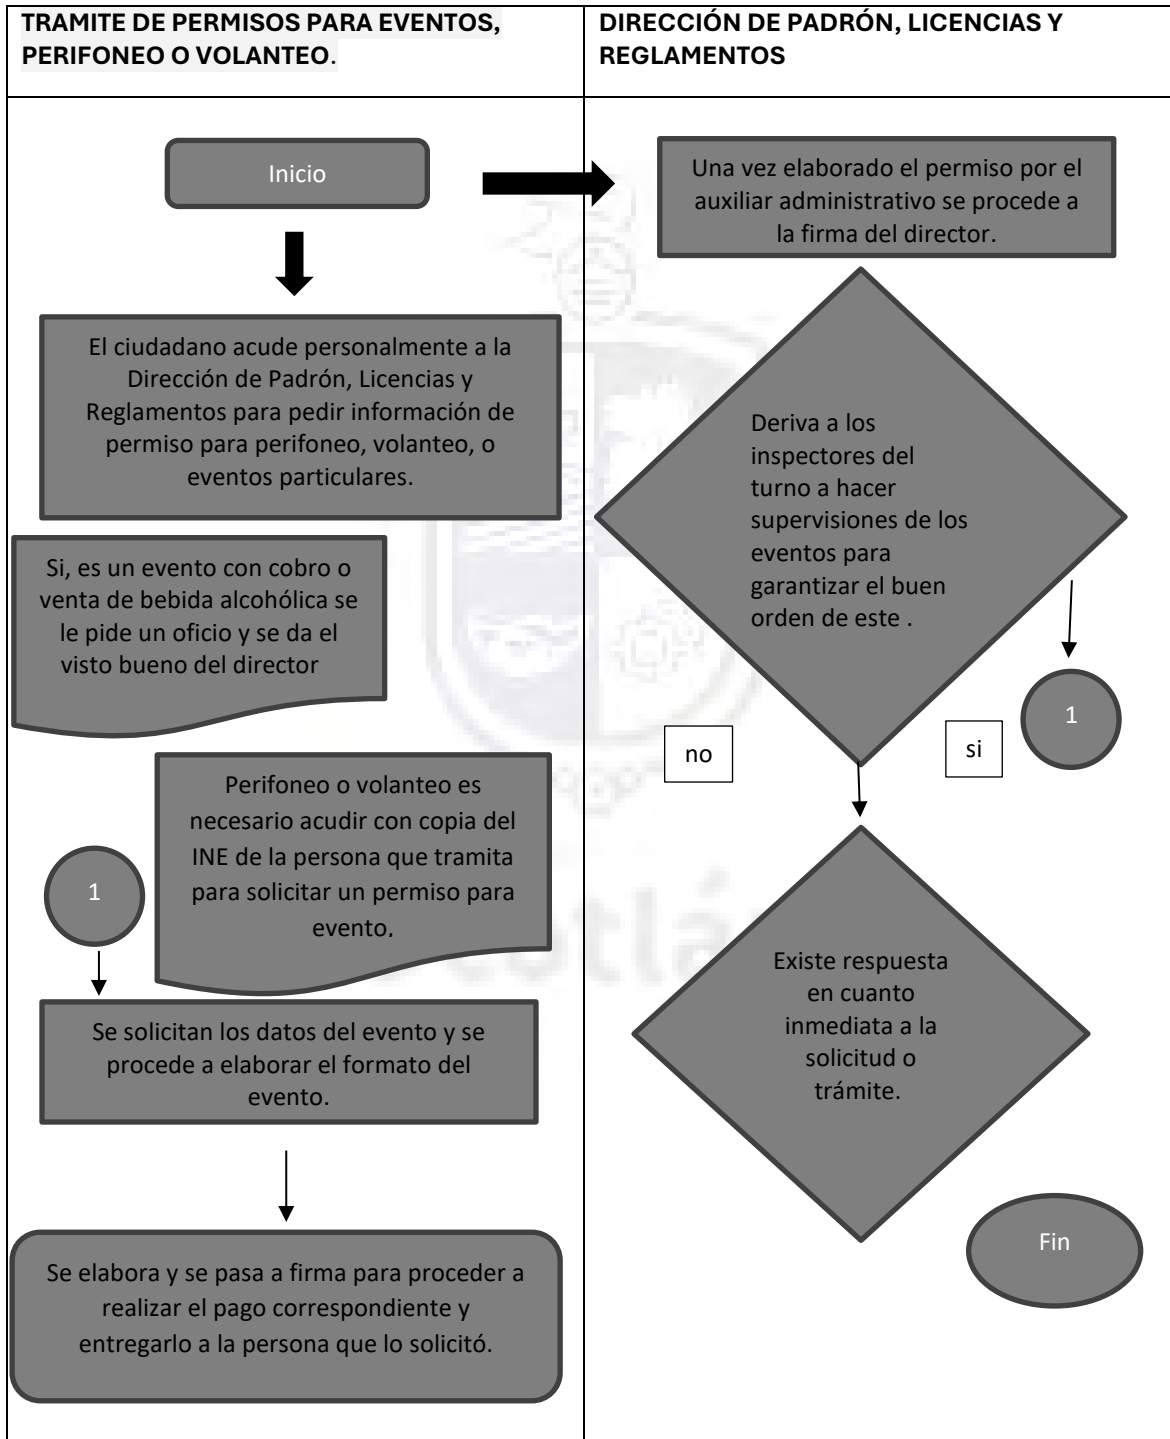 TRAMITE DE PERMISOS PARA EVENTOS,
PERIFONEO O VOLANTEO.
DIRECCIÓN DE PADRÓN, LICENCIAS Y
REGLAMENTOS
Inicio
El ciudadano acude personalmente a la
Dirección de Padrón, Licencias y
Reglamentos para pedir información de
permiso para perifoneo, volanteo, o
eventos particulares.
Si, es un evento con cobro o
venta de bebida alcohólica se
le pide un oficio y se da el
visto bueno del director
Perifoneo o volanteo es
necesario acudir con copia del
INE de la persona que tramita
para solicitar un permiso para
evento.
1
Se solicitan los datos del evento y se
procede a elaborar el formato del
evento.
Se elabora y se pasa a firma para proceder a
realizar el pago correspondiente y
entregarlo a la persona que lo solicitó.
Una vez elaborado el permiso por el
auxiliar administrativo se procede a
la firma del director.
Deriva a los
inspectores del
turno a hacer
supervisiones de los
eventos para
garantizar el buen
orden de este .
no
si
1
Existe respuesta
en cuanto
inmediata a la
solicitud o
trámite.
Fin